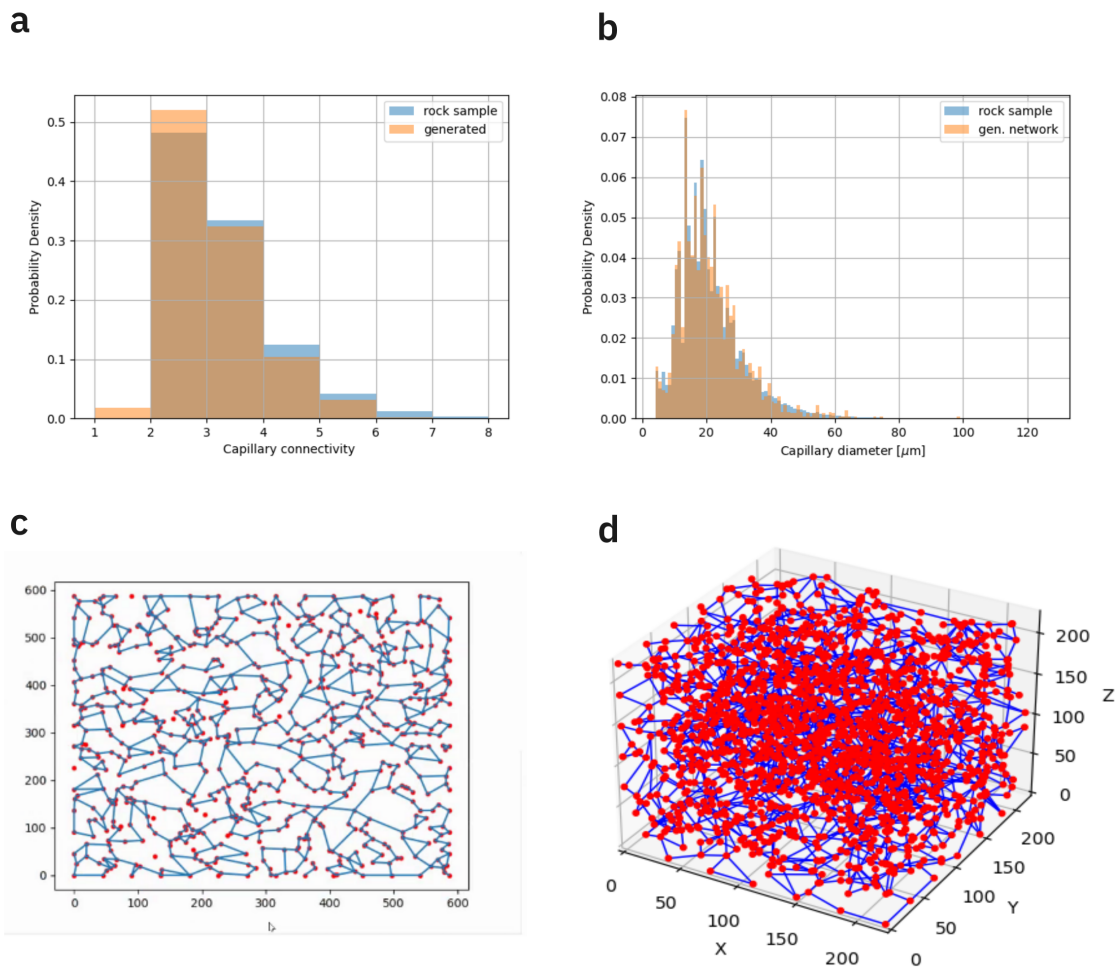 a
b
rock sample
generated
0.5
0.4
0.3
0.2
0.1
0.0
Probability Density
1 2 3 4 5 6 7 8
Capillary connectivity
rock sample
gen. network
0.08
0.07
0.06
0.05
0.04
0.03
0.02
0.01
0.00
Probability Density
0 20 40 60 80 100 120
Capillary diameter [μm]
c
d
600
500
400
300
200
100
0
0 100 200 300 400 500 600
200
150
100
50
0
Z
200
150
100
50
0
Y
0
50
100
150
200
X